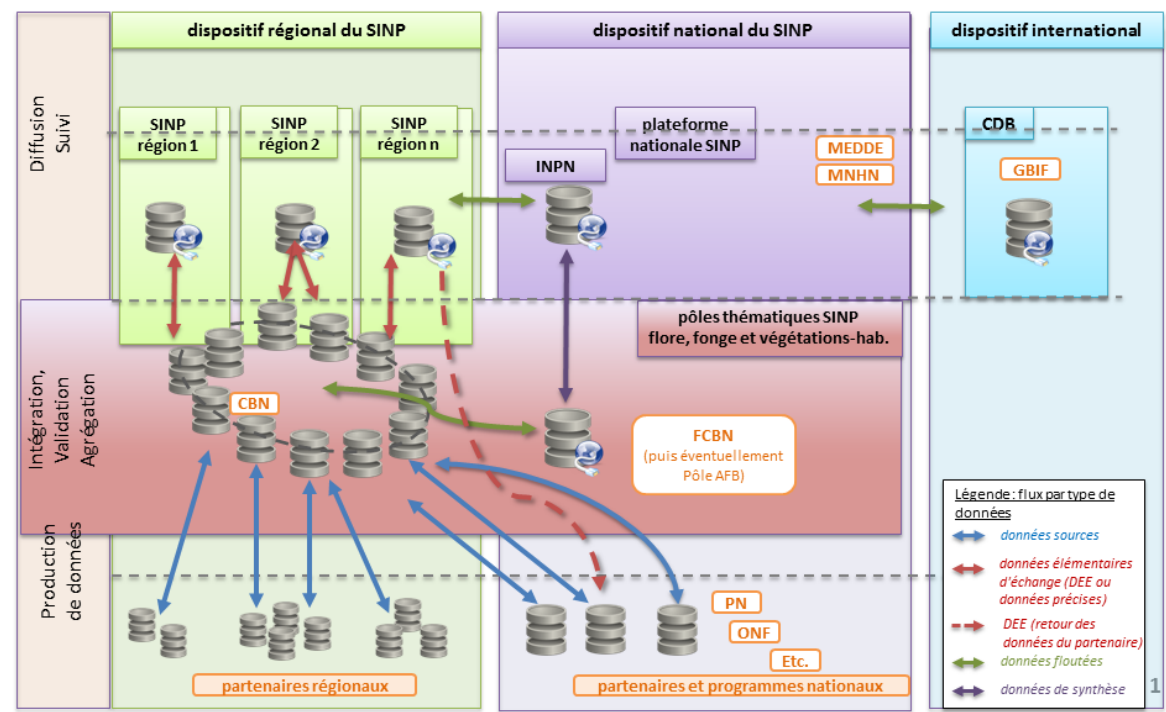 dispositif régional du SINP
dispositif national du SINP
dispositif international
Diffusion
Suivi
SINP
région 1
SINP
région 2
SINP
région n
plateforme
nationale SINP
INPN
MEDDE
MNHN
CDB
GBIF
Intégration,
Validation
Agrégation
pôles thématiques SINP
flore, fonge et végétations-hab.
CBN
FCBN
(puis éventuellement
Pôle AFB)
Production
de données
PN
ONF
Etc.
partenaires régionaux
partenaires et programmes nationaux
Légende : flux par type de
données
données sources
données élémentaires
d'échange (DEE ou
données précises)
DEE (retour des
données du partenaire)
données floutées
données de synthèse
1